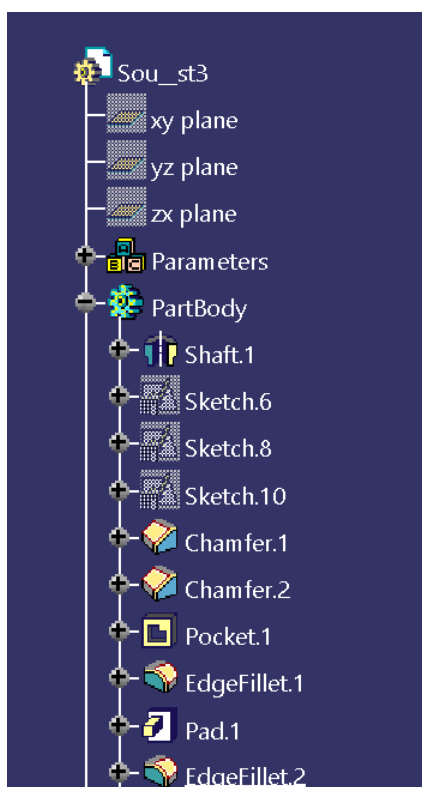 Sou_st3
xy plane
yz plane
zx plane
Parameters
PartBody
Shaft.1
Sketch.6
Sketch.8
Sketch.10
Chamfer.1
Chamfer.2
Pocket.1
EdgeFillet.1
Pad.1
EdgeFillet.2